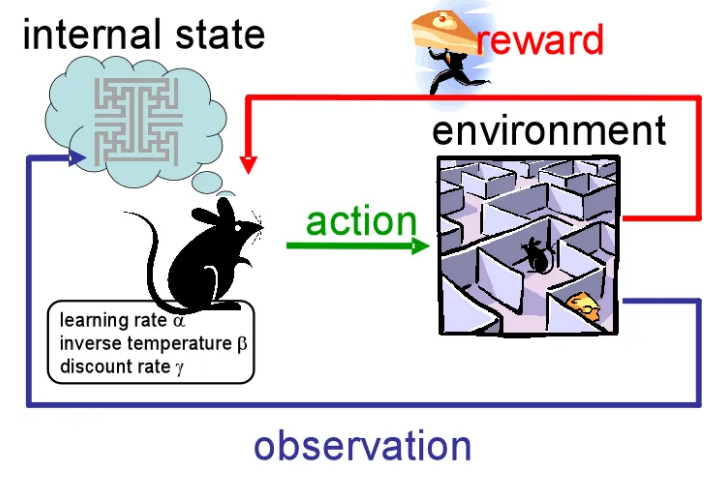 internal state
reward
environment
action
learning rate α
inverse temperature β
discount rate γ
observation